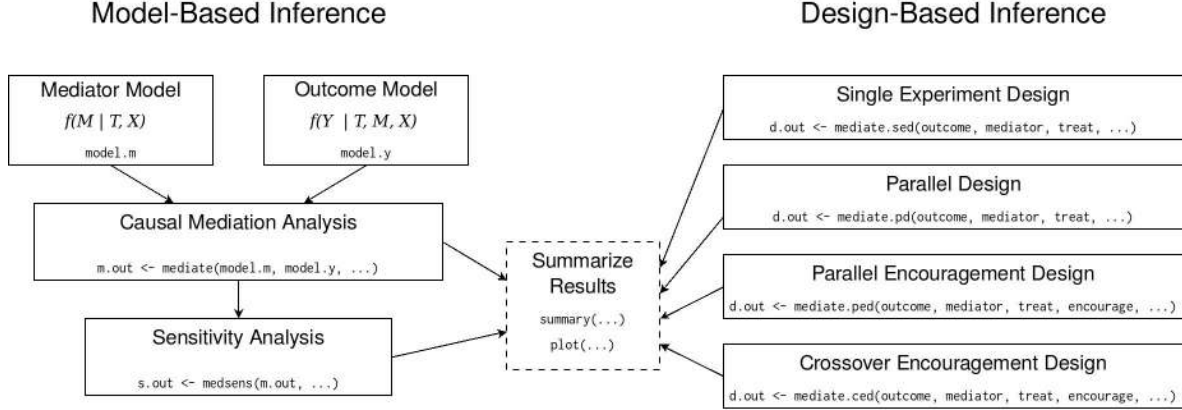 Model-Based Inference
Design-Based Inference
Mediator Model
f(M | T, X)
model.m
Outcome Model
f(Y | T, M, X)
model.y
Causal Mediation Analysis
m.out <- mediate(model.m, model.y, ...)
Sensitivity Analysis
s.out <- medsens(m.out, ...)
Summarize
Results
summary(...)
plot(...)
Single Experiment Design
d.out <- mediate.sed(outcome, mediator, treat, ...)
Parallel Design
d.out <- mediate.pd(outcome, mediator, treat, ...)
Parallel Encouragement Design
d.out <- mediate.ped(outcome, mediator, treat, encourage, ...)
Crossover Encouragement Design
d.out <- mediate.ced(outcome, mediator, treat, encourage, ...)